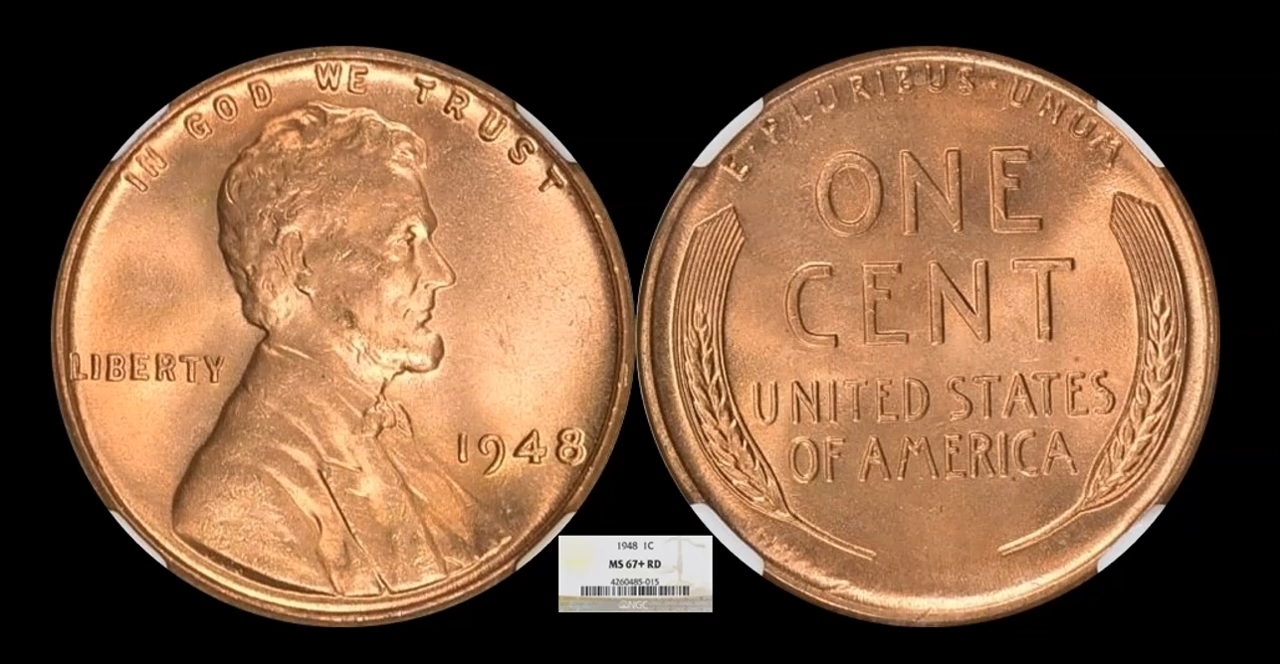 IN GOD WE TRUST
LIBERTY
1948
E·PLURIBUS·UNUM
ONE
CENT
UNITED STATES
OF AMERICA
1948 1C
MS 67+ RD
4260485-015
NGC